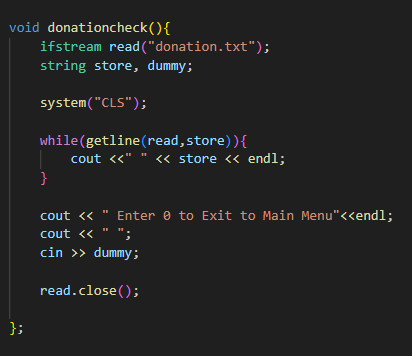 void donationcheck(){
    ifstream read("donation.txt");
    string store, dummy;

    system("CLS");

    while(getline(read,store)){
        cout <<" " << store << endl;
    }

    cout << " Enter 0 to Exit to Main Menu"<<endl;
    cout << " ";
    cin >> dummy;

    read.close();

};